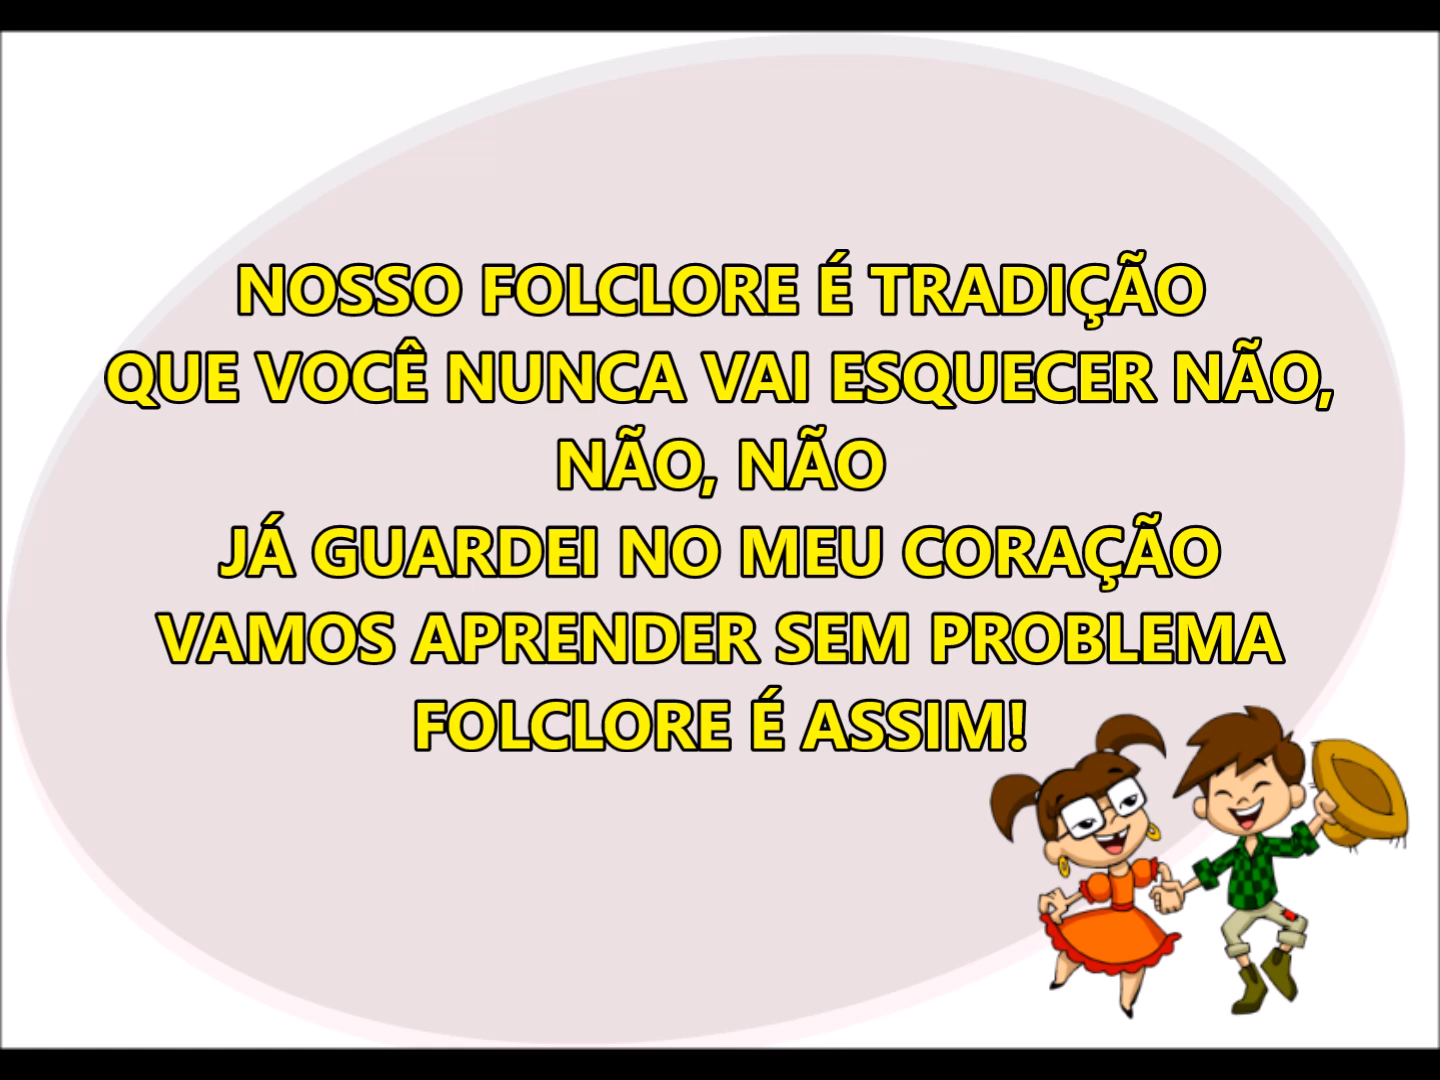 NOSSO FOLCLORE É TRADIÇÃO
QUE VOCÊ NUNCA VAI ESQUECER NÃO,
NÃO, NÃO
JÁ GUARDEI NO MEU CORAÇÃO
VAMOS APRENDER SEM PROBLEMA
FOLCLORE É ASSIM!